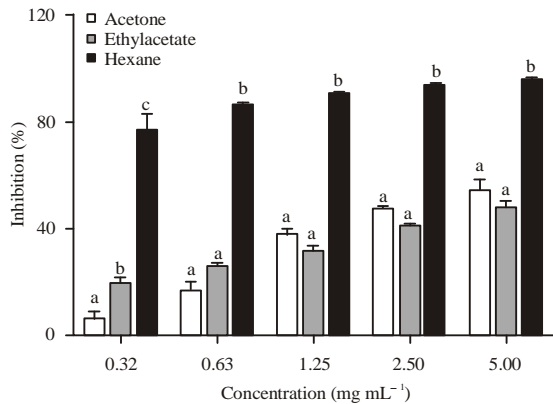 120
Acetone
Ethylacetate
Hexane
b
b
b
b
c
80
Inhibition (%)
a
a
a
a
a
a
40
b
a
a
a
0
0.32
0.63
1.25
2.50
5.00
Concentration (mg mL⁻¹)